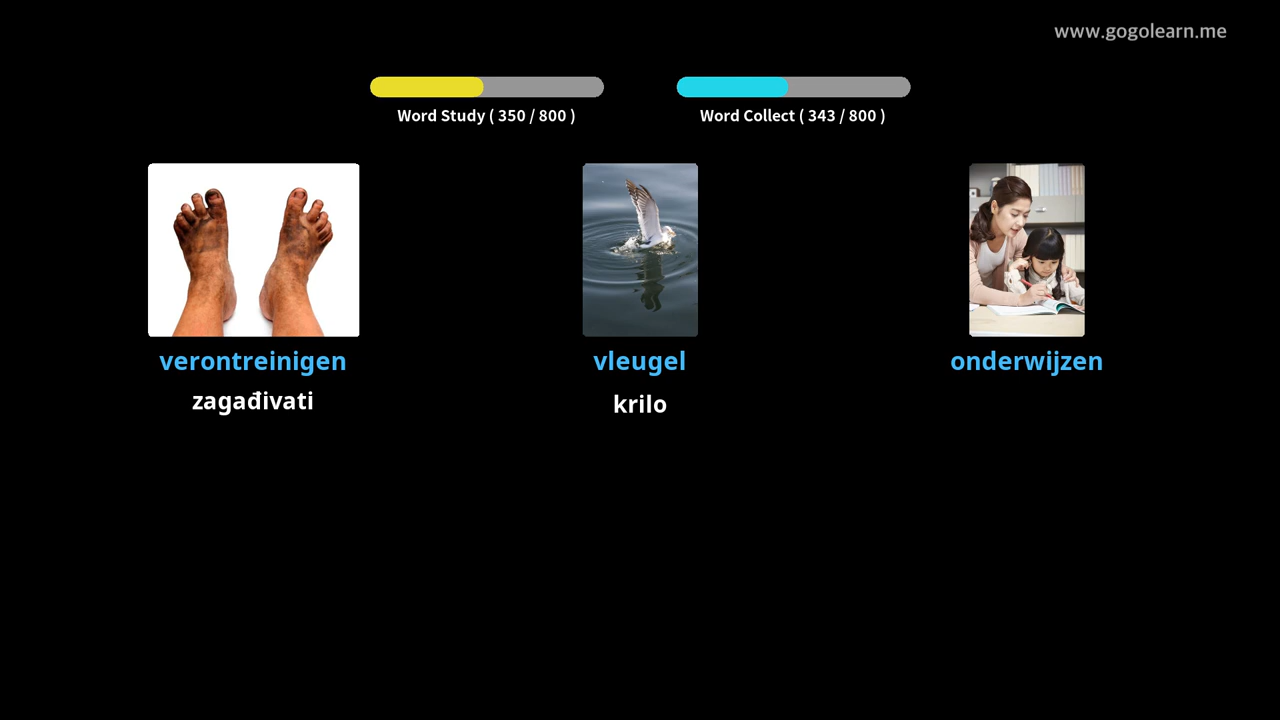 www.gogolearn.me
Word Study ( 350 / 800 )
Word Collect ( 343 / 800 )
verontreinigen
vleugel
onderwijzen
zagađivati
krilo